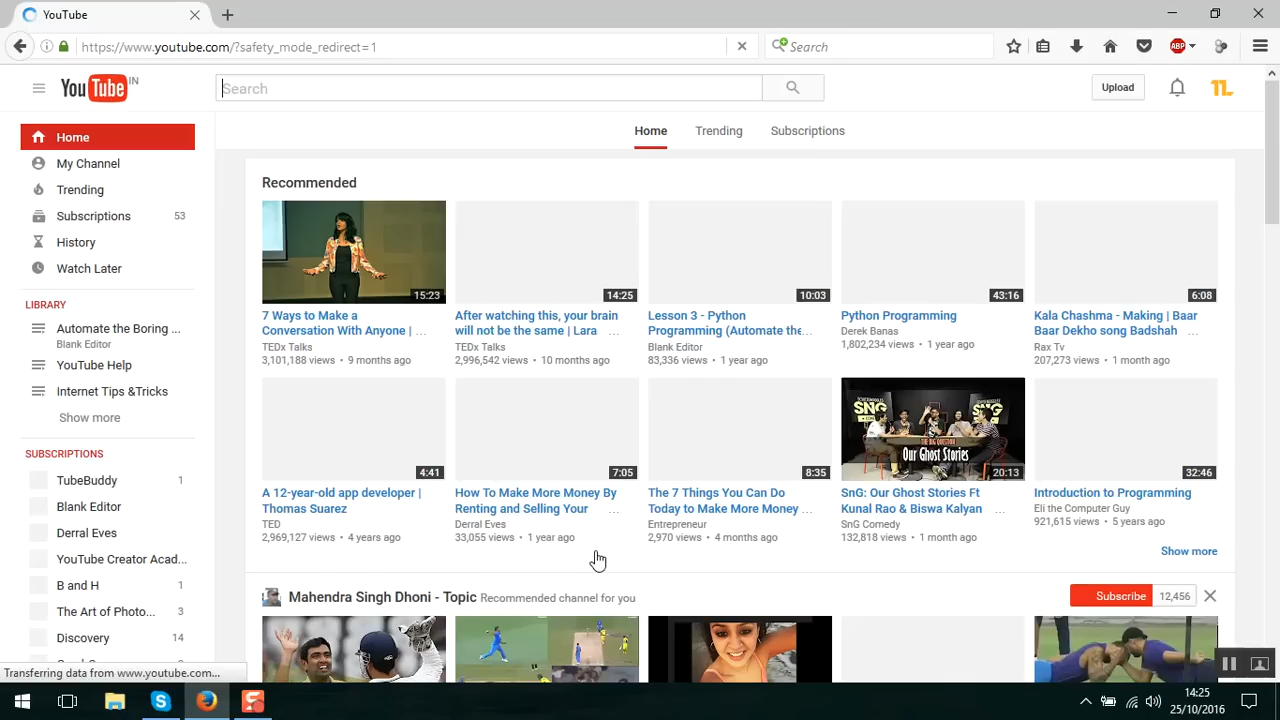 YouTube
https://www.youtube.com/?safety_mode_redirect=1
Search
ABP
YouTube IN
Search
Upload
TL
Home
Trending
Subscriptions
Home
My Channel
Trending
Subscriptions 53
History
Watch Later
LIBRARY
Automate the Boring ...
Blank Editor
YouTube Help
Internet Tips &Tricks
Show more
SUBSCRIPTIONS
TubeBuddy 1
Blank Editor
Derral Eves
YouTube Creator Acad...
B and H 1
The Art of Photo... 3
Discovery 14
Recommended
15:23
7 Ways to Make a
Conversation With Anyone | ...
TEDx Talks
3,101,188 views • 9 months ago
14:25
After watching this, your brain
will not be the same | Lara ...
TEDx Talks
2,996,542 views • 10 months ago
10:03
Lesson 3 - Python
Programming (Automate the...
Blank Editor
83,336 views • 1 year ago
43:16
Python Programming
Derek Banas
1,802,234 views • 1 year ago
6:08
Kala Chashma - Making | Baar
Baar Dekho song Badshah ...
Rax Tv
207,273 views • 1 month ago
4:41
A 12-year-old app developer |
Thomas Suarez
TED
2,969,127 views • 4 years ago
7:05
How To Make More Money By
Renting and Selling Your ...
Derral Eves
33,055 views • 1 year ago
8:35
The 7 Things You Can Do
Today to Make More Money ...
Entrepreneur
2,970 views • 4 months ago
SNG
SNG
THE BIG QUESTION
Our Ghost Stories
20:13
SnG: Our Ghost Stories Ft
Kunal Rao & Biswa Kalyan ...
SnG Comedy
132,818 views • 1 month ago
32:46
Introduction to Programming
Eli the Computer Guy
921,615 views • 5 years ago
Show more
Mahendra Singh Dhoni - Topic Recommended channel for you
Subscribe 12,456
Transferring data from www.youtube.com...
14:25
25/10/2016